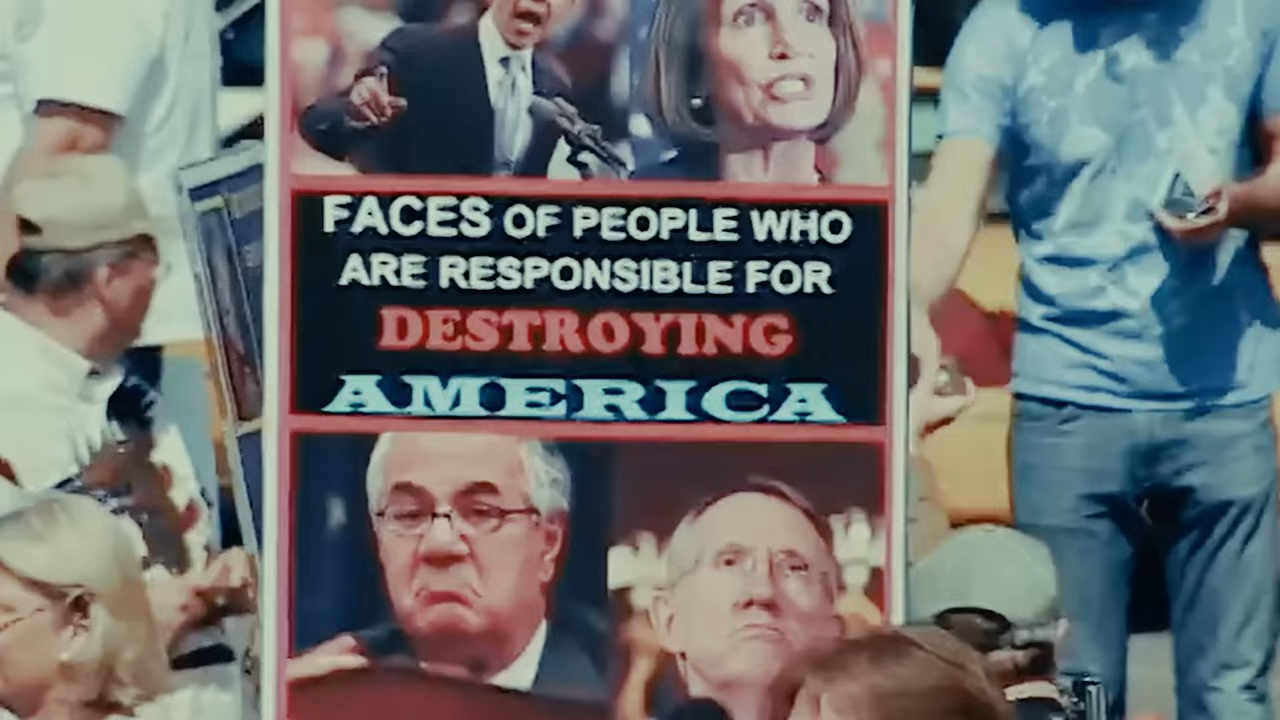 FACES OF PEOPLE WHO
ARE RESPONSIBLE FOR
DESTROYING
AMERICA